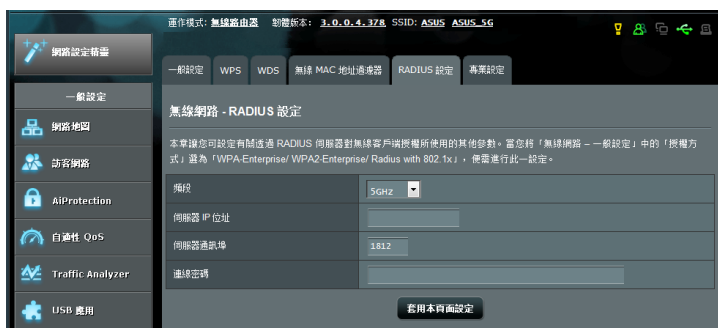 運作模式: 無線路由器 韌體版本: 3.0.0.4.378 SSID: ASUS ASUS_5G
網路設定精靈
一般設定 WPS WDS 無線 MAC 地址過濾器 RADIUS 設定 專業設定
一般設定
網路地圖
訪客網路
AiProtection
自適性 QoS
Traffic Analyzer
USB 應用
無線網路 - RADIUS 設定
本章讓您可設定有關透過 RADIUS 伺服器對無線客戶端授權所使用的其他參數。當您將「無線網路 – 一般設定」中的「授權方
式」選為「WPA-Enterprise/ WPA2-Enterprise/ Radius with 802.1x」，便需進行此一設定。
頻段 5GHz
伺服器 IP 位址
伺服器通訊埠 1812
連線密碼
套用本頁面設定